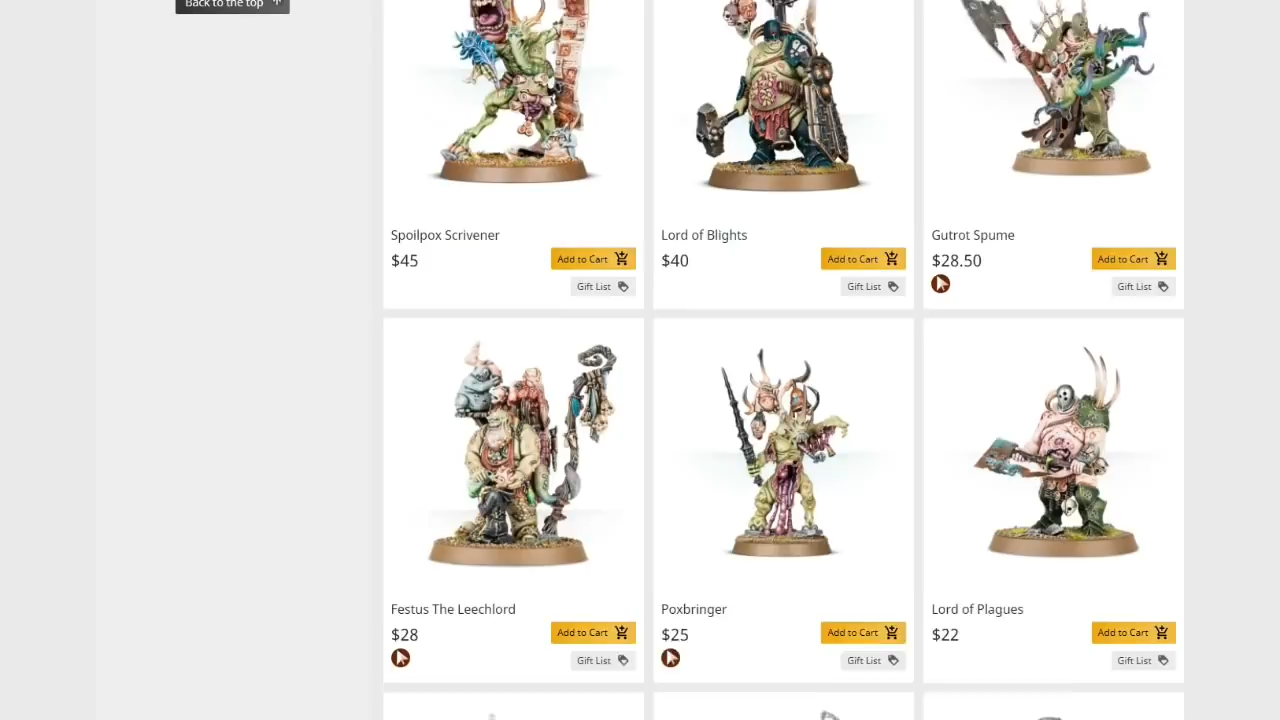 Back to the top
Spoilpox Scrivener
$45
Add to Cart
Gift List
Lord of Blights
$40
Add to Cart
Gift List
Gutrot Spume
$28.50
Add to Cart
Gift List
Festus The Leechlord
$28
Add to Cart
Gift List
Poxbringer
$25
Add to Cart
Gift List
Lord of Plagues
$22
Add to Cart
Gift List